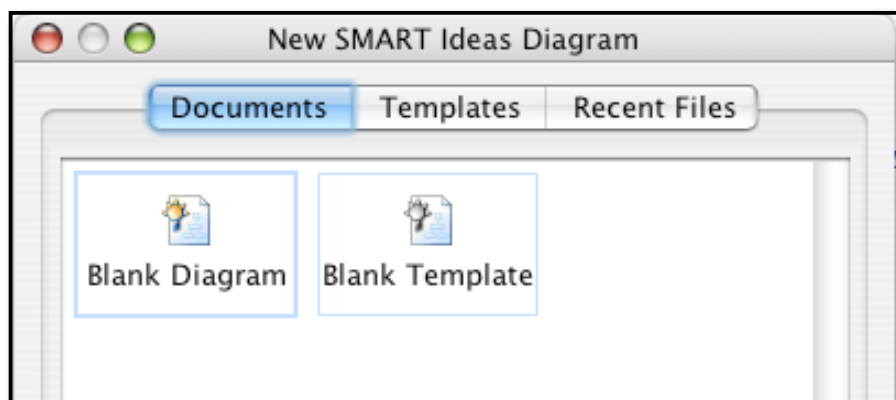 New SMART Ideas Diagram
Documents Templates Recent Files
Blank Diagram Blank Template